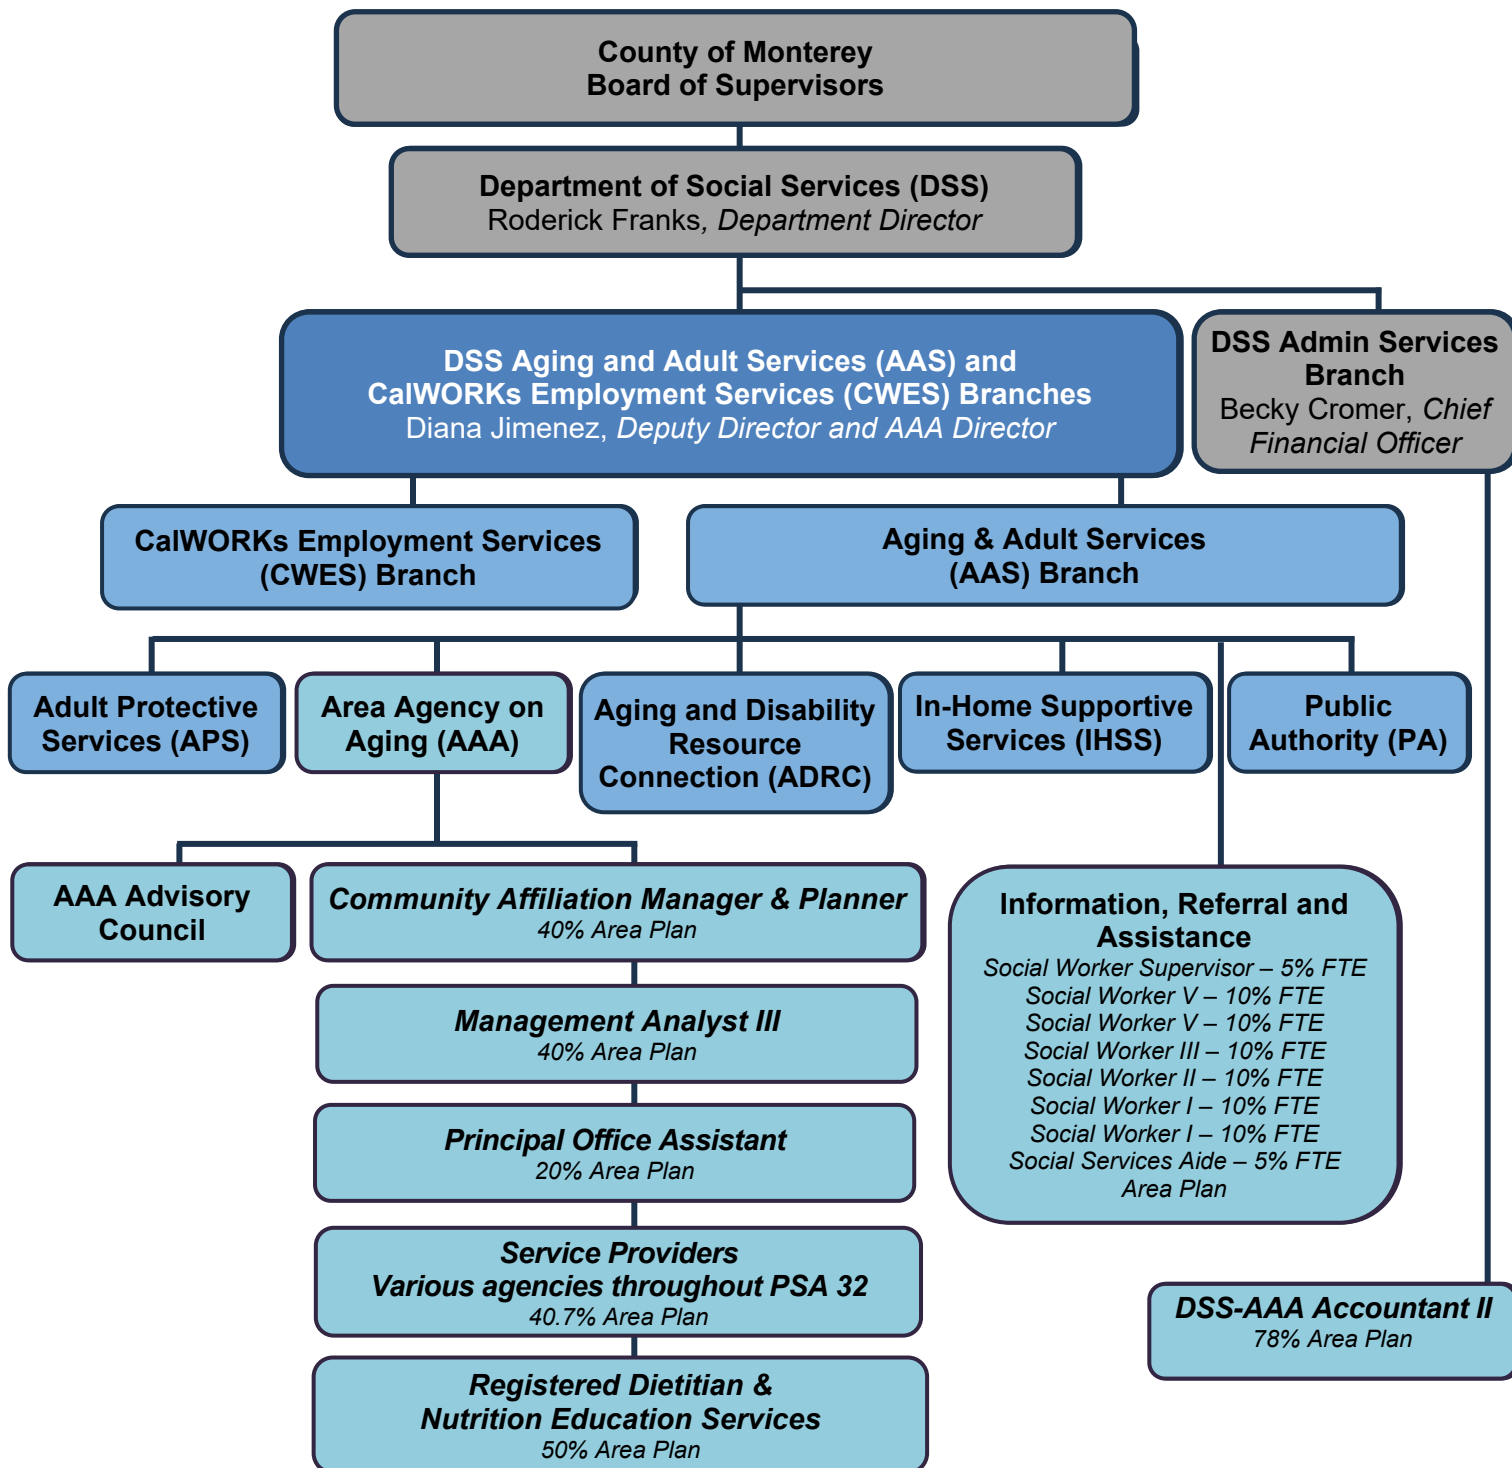 County of Monterey
Board of Supervisors
Department of Social Services (DSS)
Roderick Franks, Department Director
DSS Aging and Adult Services (AAS) and
CalWORKs Employment Services (CWES) Branches
Diana Jimenez, Deputy Director and AAA Director
DSS Admin Services
Branch
Becky Cromer, Chief
Financial Officer
CalWORKs Employment Services
(CWES) Branch
Aging & Adult Services
(AAS) Branch
Adult Protective
Services (APS)
Area Agency on
Aging (AAA)
Aging and Disability
Resource
Connection (ADRC)
In-Home Supportive
Services (IHSS)
Public
Authority (PA)
AAA Advisory
Council
Community Affiliation Manager & Planner
40% Area Plan
Management Analyst III
40% Area Plan
Principal Office Assistant
20% Area Plan
Service Providers
Various agencies throughout PSA 32
40.7% Area Plan
Registered Dietitian &
Nutrition Education Services
50% Area Plan
Information, Referral and
Assistance
Social Worker Supervisor – 5% FTE
Social Worker V – 10% FTE
Social Worker V – 10% FTE
Social Worker III – 10% FTE
Social Worker II – 10% FTE
Social Worker I – 10% FTE
Social Worker I – 10% FTE
Social Services Aide – 5% FTE
Area Plan
DSS-AAA Accountant II
78% Area Plan